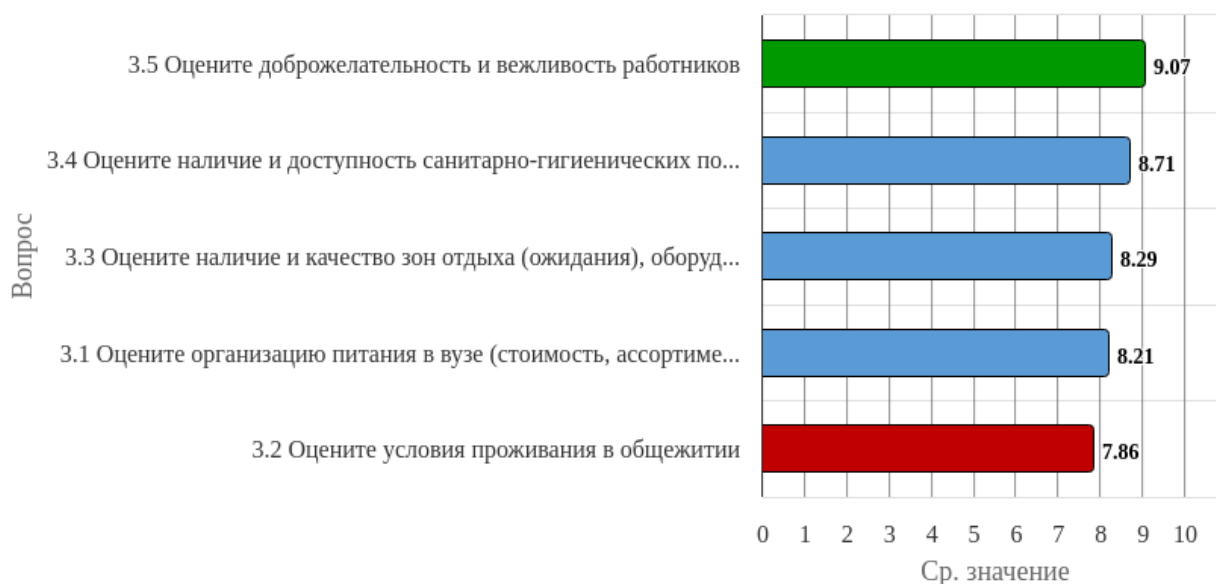 3.5 Оцените доброжелательность и вежливость работников
9.07
3.4 Оцените наличие и доступность санитарно-гигиенических по...
8.71
Вопрос
3.3 Оцените наличие и качество зон отдыха (ожидания), оборуд...
8.29
3.1 Оцените организацию питания в вузе (стоимость, ассортиме...
8.21
3.2 Оцените условия проживания в общежитии
7.86
0 1 2 3 4 5 6 7 8 9 10
Ср. значение